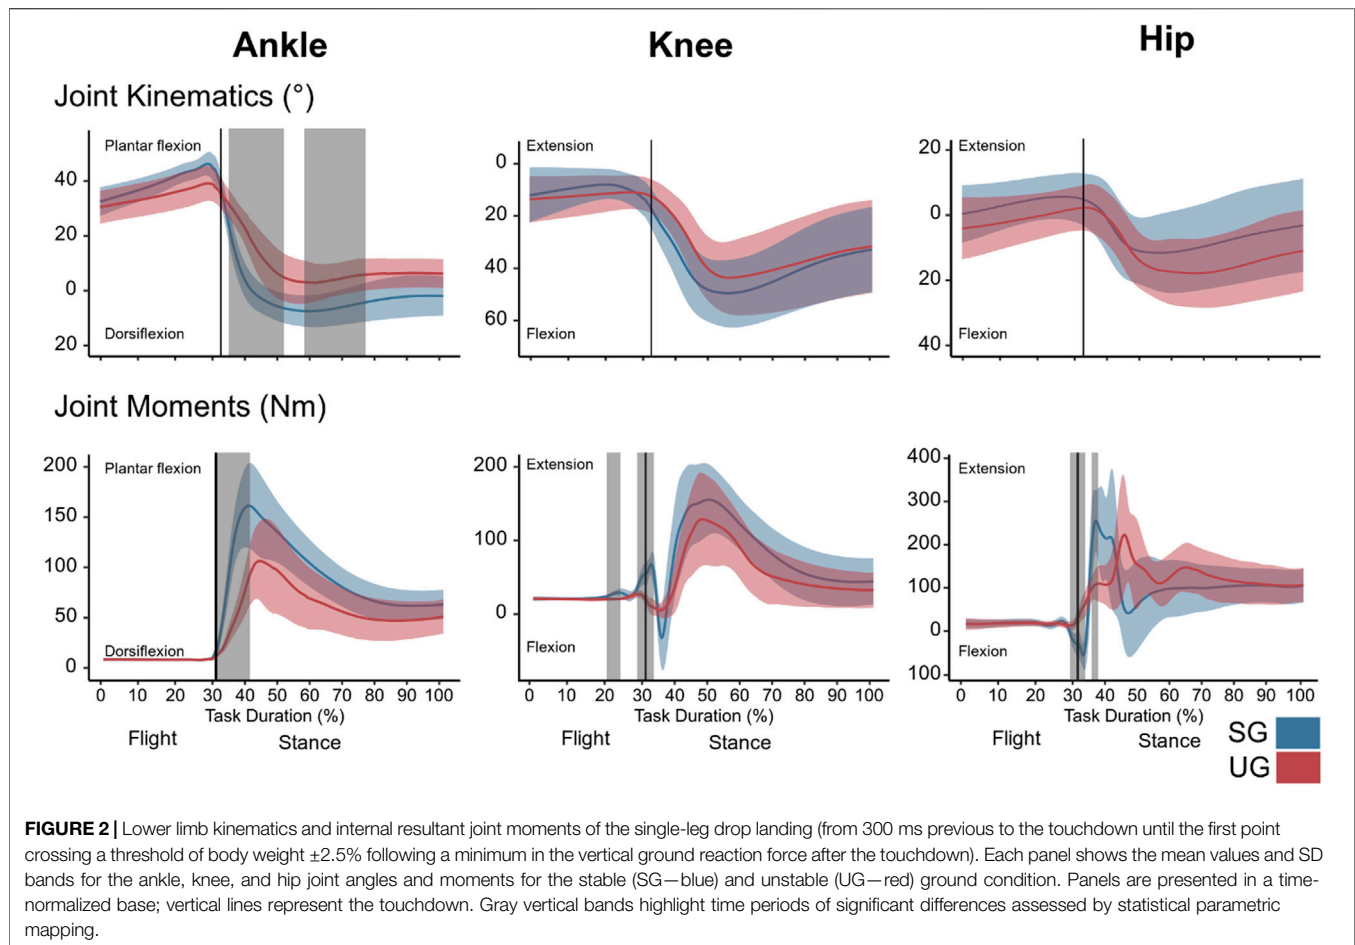 Ankle Knee Hip
Joint Kinematics (°)
Plantar flexion
40
20
0
20
Dorsiflexion
Extension
0
20
40
60
Flexion
Extension
20
0
20
40
Flexion
Joint Moments (Nm)
Plantar flexion
200
150
100
50
0
Dorsiflexion
0 10 20 30 40 50 60 70 80 90 100
Task Duration (%)
Flight Stance
Extension
200
100
0
Flexion
0 10 20 30 40 50 60 70 80 90 100
Task Duration (%)
Flight Stance
Extension
400
300
200
100
0
100
Flexion
0 10 20 30 40 50 60 70 80 90 100
Task Duration (%)
Flight Stance
SG
UG
FIGURE 2 | Lower limb kinematics and internal resultant joint moments of the single-leg drop landing (from 300 ms previous to the touchdown until the first point
crossing a threshold of body weight ±2.5% following a minimum in the vertical ground reaction force after the touchdown). Each panel shows the mean values and SD
bands for the ankle, knee, and hip joint angles and moments for the stable (SG—blue) and unstable (UG—red) ground condition. Panels are presented in a time-
normalized base; vertical lines represent the touchdown. Gray vertical bands highlight time periods of significant differences assessed by statistical parametric
mapping.